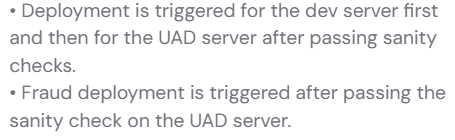 • Deployment is triggered for the dev server first
and then for the UAD server after passing sanity
checks.
• Fraud deployment is triggered after passing the
sanity check on the UAD server.